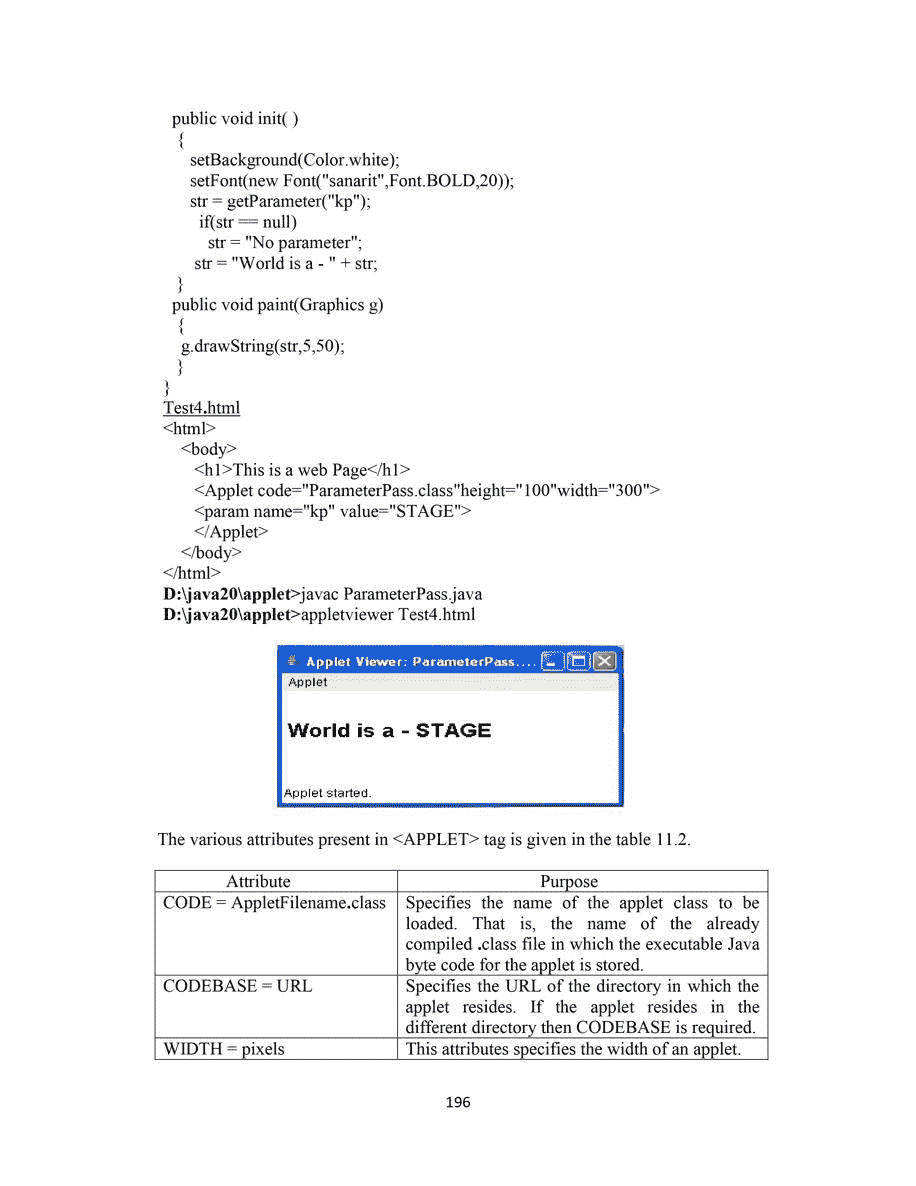 public void init( )
{
setBackground(Color.white);
setFont(new Font("sanarit",Font.BOLD,20));
str = getParameter("kp");
if(str == null)
str = "No parameter";
str = "World is a - " + str;
}
public void paint(Graphics g)
{
g.drawString(str,5,50);
}
}
Test4.html
<html>
<body>
<h1>This is a web Page</h1>
<Applet code="ParameterPass.class"height="100"width="300">
<param name="kp" value="STAGE">
</Applet>
</body>
</html>
D:\java20\applet>javac ParameterPass.java
D:\java20\applet>appletviewer Test4.html
Applet Viewer: ParameterPass....
Applet
World is a - STAGE
Applet started.
The various attributes present in <APPLET> tag is given in the table 11.2.
Attribute Purpose
CODE = AppletFilename.class Specifies the name of the applet class to be
loaded. That is, the name of the already
compiled .class file in which the executable Java
byte code for the applet is stored.
CODEBASE = URL Specifies the URL of the directory in which the
applet resides. If the applet resides in the
different directory then CODEBASE is required.
WIDTH = pixels This attributes specifies the width of an applet.
196